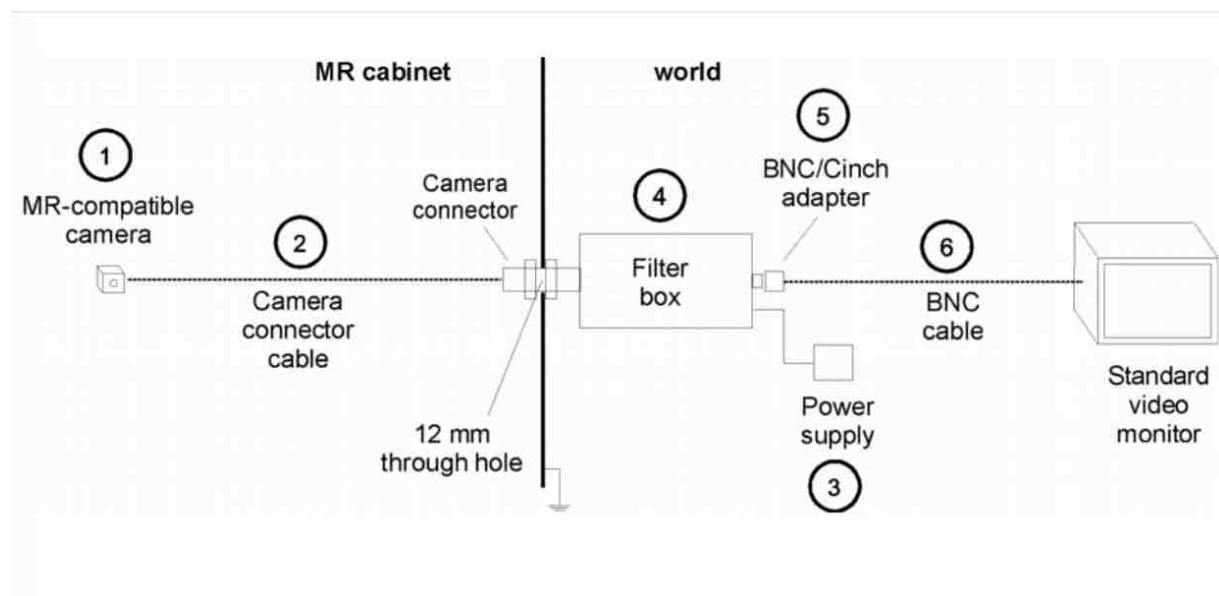 MR cabinet
world
1
MR-compatible
camera
2
Camera
connector
cable
Camera
connector
12 mm
through hole
4
Filter
box
5
BNC/Cinch
adapter
Power
supply
3
6
BNC
cable
Standard
video
monitor